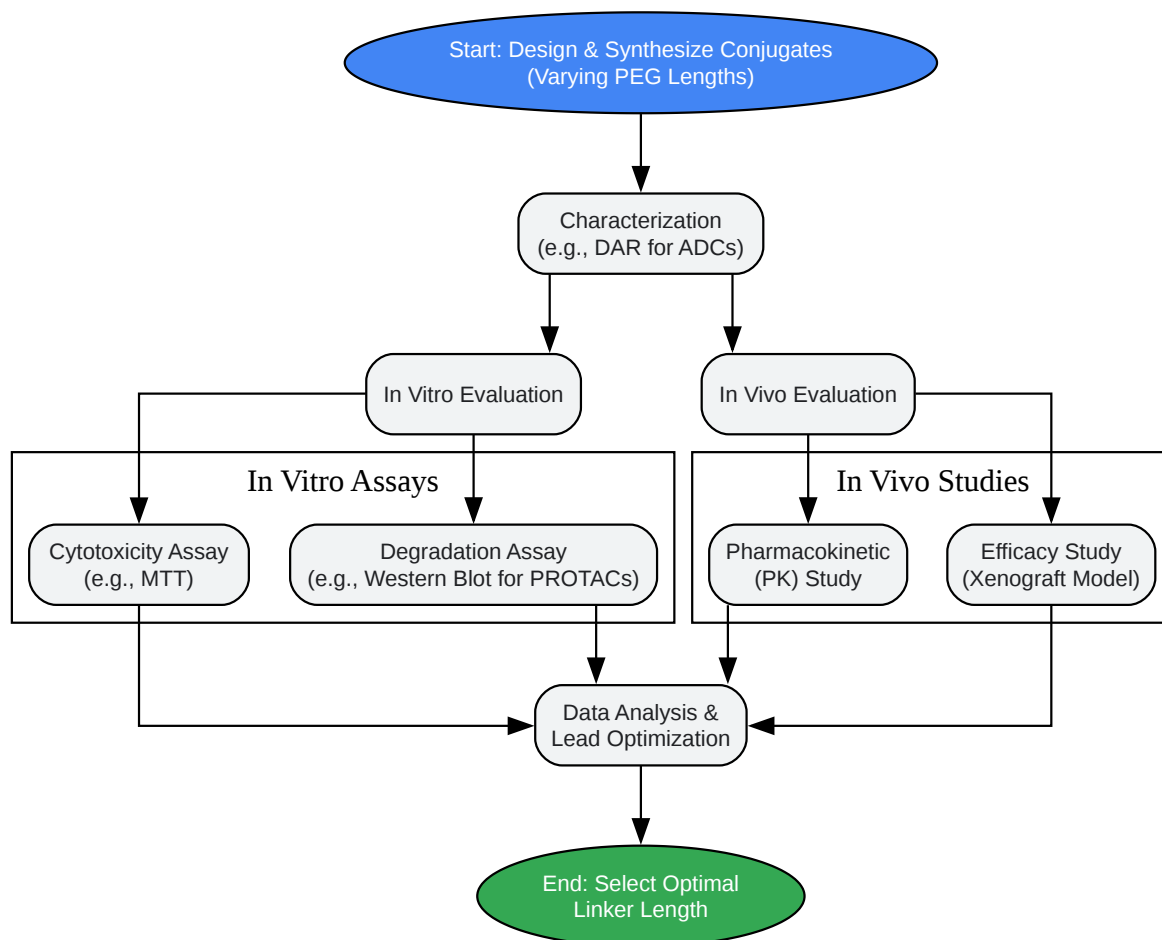 Start: Design & Synthesize Conjugates
(Varying PEG Lengths)
Characterization
(e.g., DAR for ADCs)
In Vitro Evaluation
In Vivo Evaluation
In Vitro Assays
In Vivo Studies
Cytotoxicity Assay
(e.g., MTT)
Degradation Assay
(e.g., Western Blot for PROTACs)
Pharmacokinetic
(PK) Study
Efficacy Study
(Xenograft Model)
Data Analysis &
Lead Optimization
End: Select Optimal
Linker Length